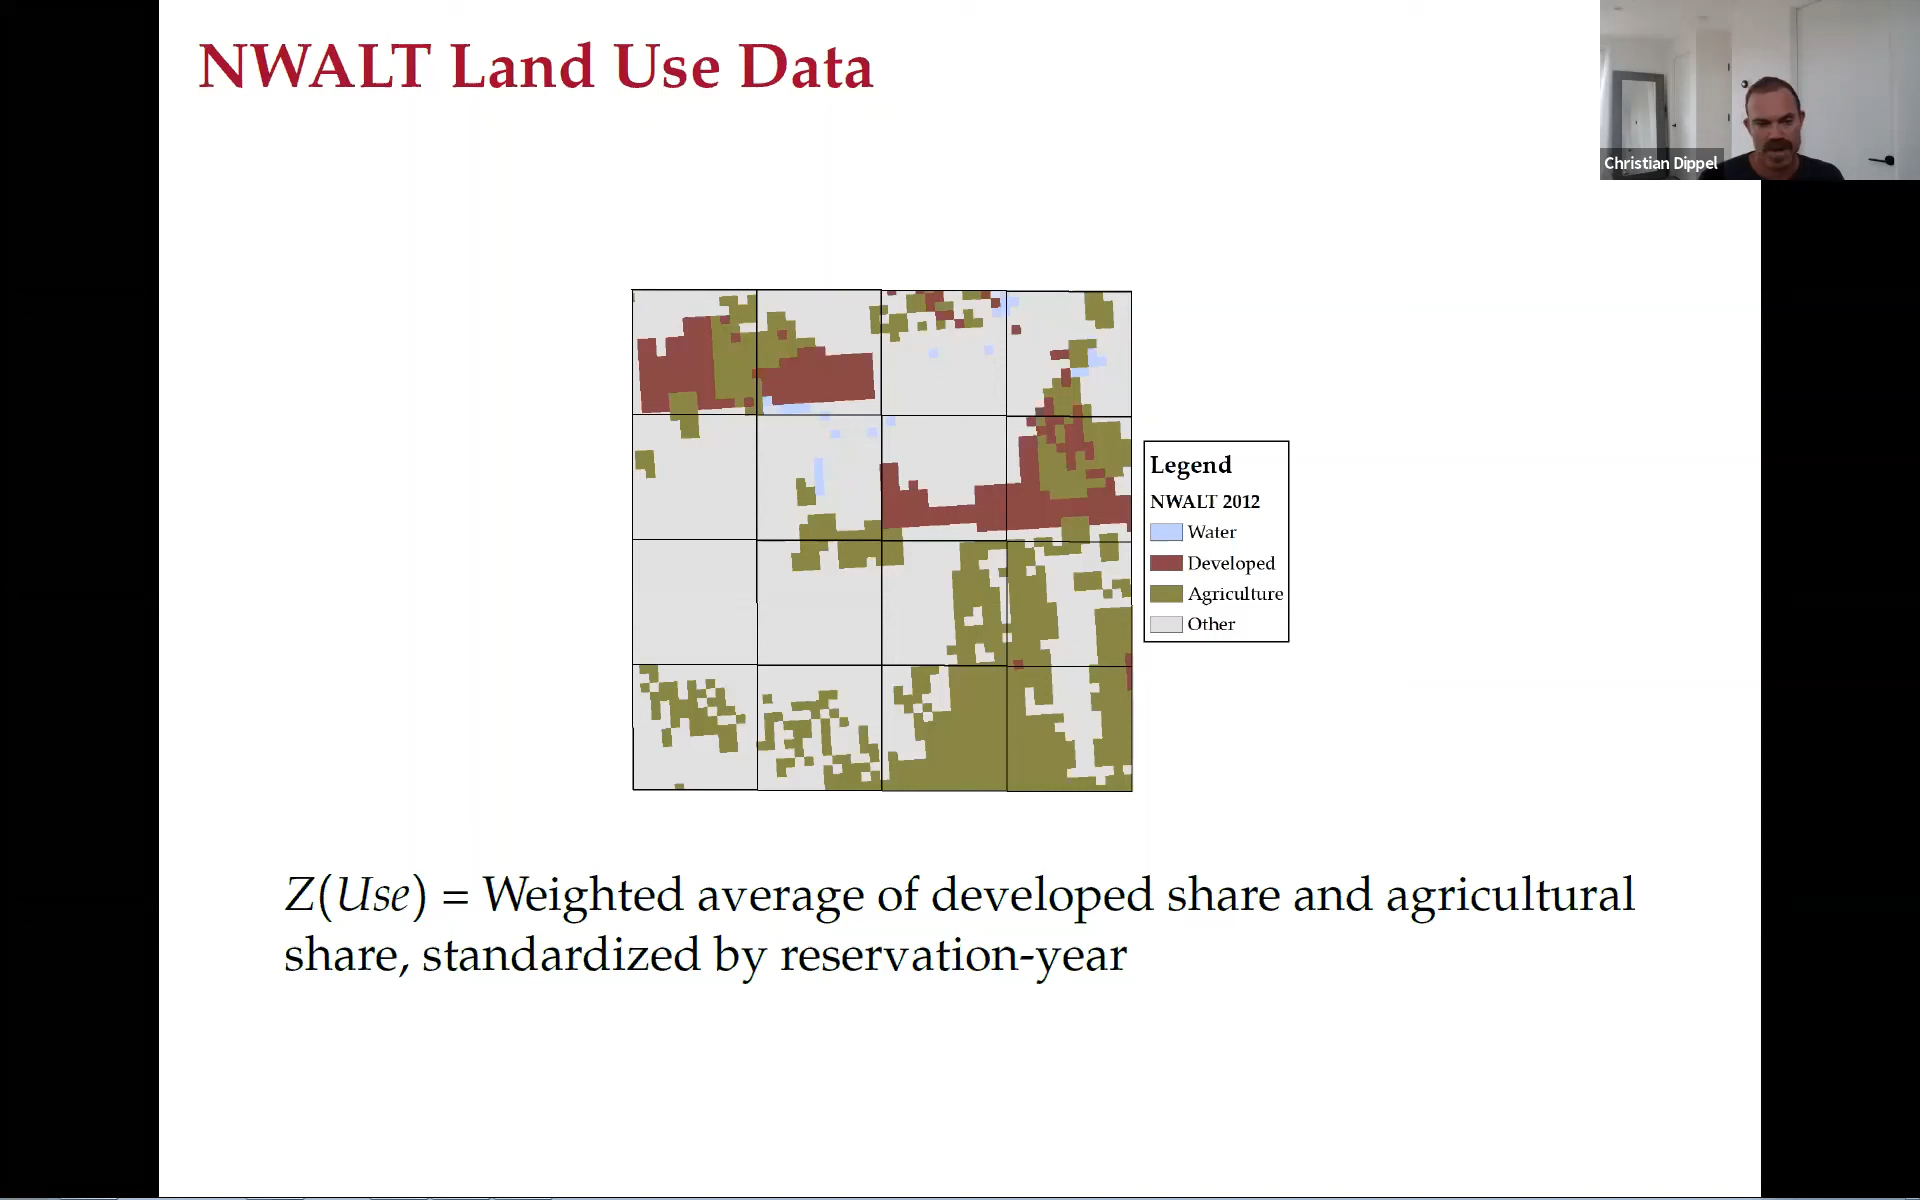 NWALT Land Use Data
Christian Dippel
Legend
NWALT 2012
Water
Developed
Agriculture
Other
Z(Use) = Weighted average of developed share and agricultural
share, standardized by reservation-year